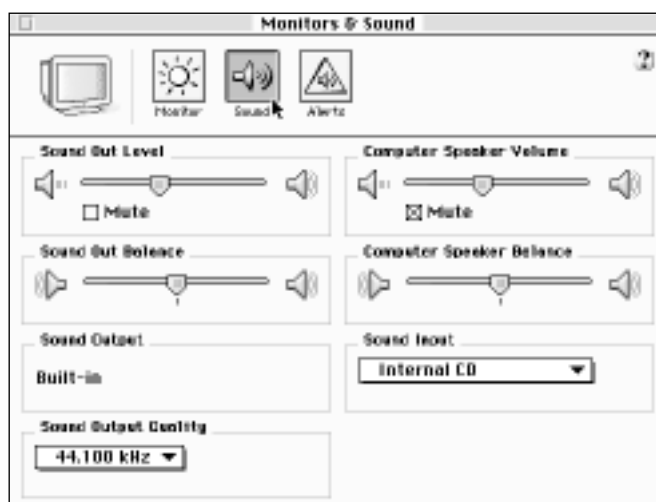 Monitors & Sound
Monitor Sound Alerts
Sound Out Level
Mute
Computer Speaker Volume
Mute
Sound Out Balance
Computer Speaker Balance
Sound Output
Built-in
Sound Input
Internal CD
Sound Output Quality
44.100 kHz